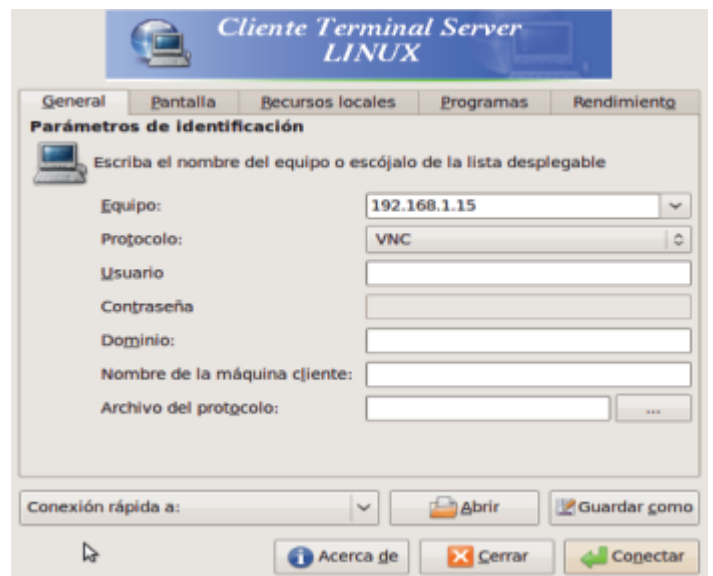 Cliente Terminal Server
LINUX
General Pantalla Recursos locales Programas Rendimiento
Parámetros de identificación
Escriba el nombre del equipo o escójalo de la lista desplegable
Equipo: 192.168.1.15
Protocolo: VNC
Usuario
Contraseña
Dominio:
Nombre de la máquina cliente:
Archivo del protocolo: ...
Conexión rápida a: Abrir Guardar como
Acerca de Cerrar Conectar